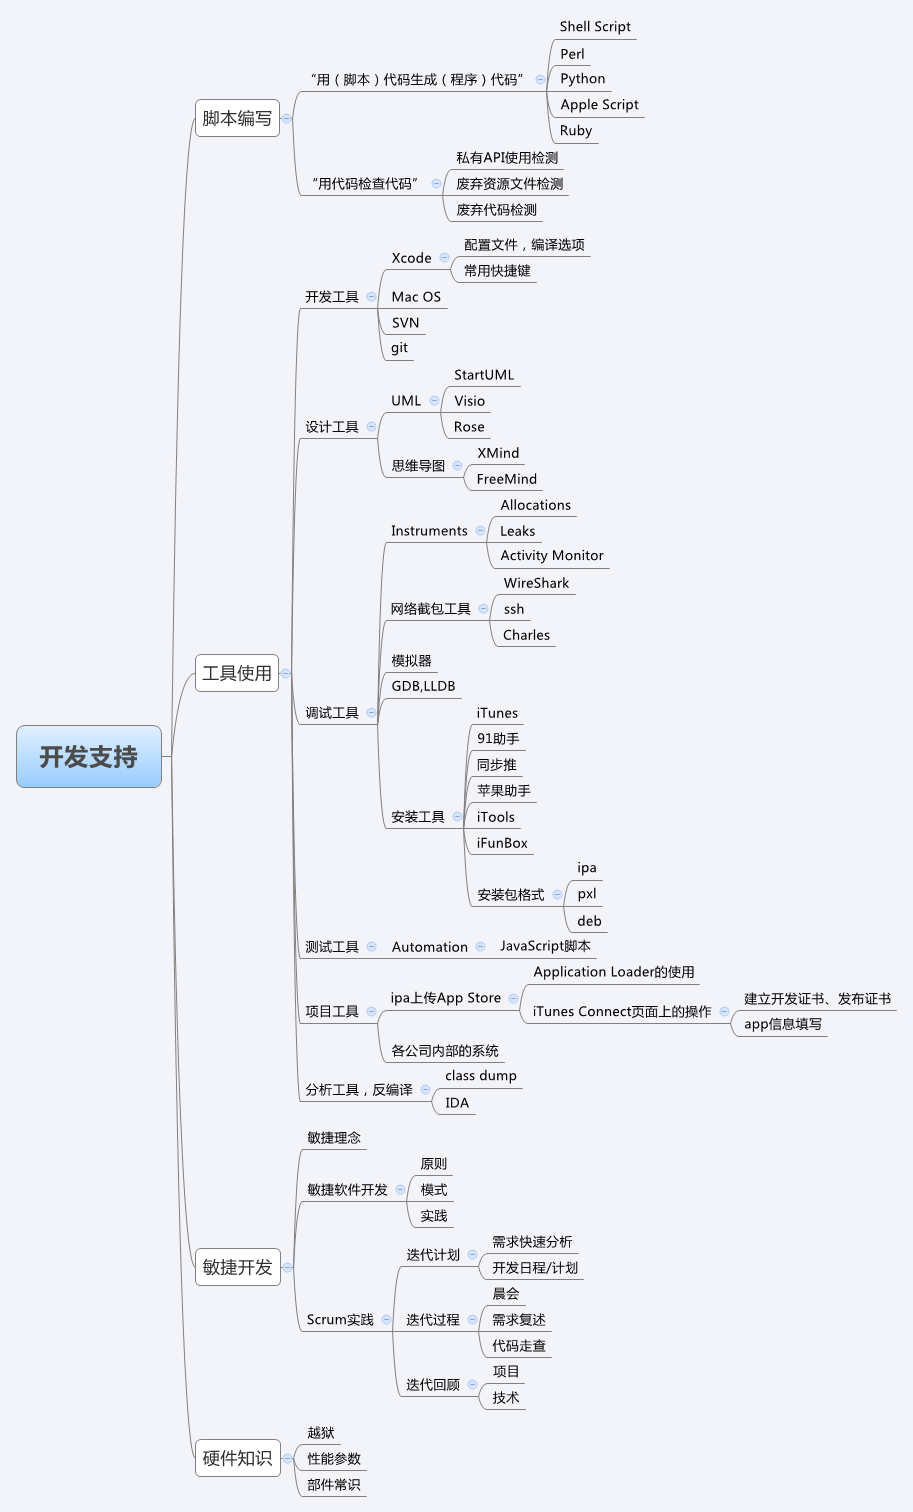 Shell Script
Perl
“用（脚本）代码生成（程序）代码”
Python
Apple Script
脚本编写
Ruby
私有API使用检测
“用代码检查代码”
废弃资源文件检测
废弃代码检测
配置文件，编译选项
Xcode
常用快捷键
开发工具
Mac OS
SVN
git
StartUML
UML
Visio
设计工具
Rose
XMind
思维导图
FreeMind
Allocations
Instruments
Leaks
Activity Monitor
WireShark
网络截包工具
ssh
Charles
模拟器
工具使用
GDB,LLDB
调试工具
iTunes
91助手
开发支持
同步推
苹果助手
安装工具
iTools
iFunBox
ipa
安装包格式
pxl
deb
测试工具
Automation
JavaScript脚本
Application Loader的使用
ipa上传App Store
建立开发证书、发布证书
项目工具
iTunes Connect页面上的操作
app信息填写
各公司内部的系统
class dump
分析工具，反编译
IDA
敏捷理念
原则
敏捷软件开发
模式
实践
需求快速分析
迭代计划
敏捷开发
开发日程/计划
晨会
Scrum实践
迭代过程
需求复述
代码走查
项目
迭代回顾
技术
越狱
硬件知识
性能参数
部件常识